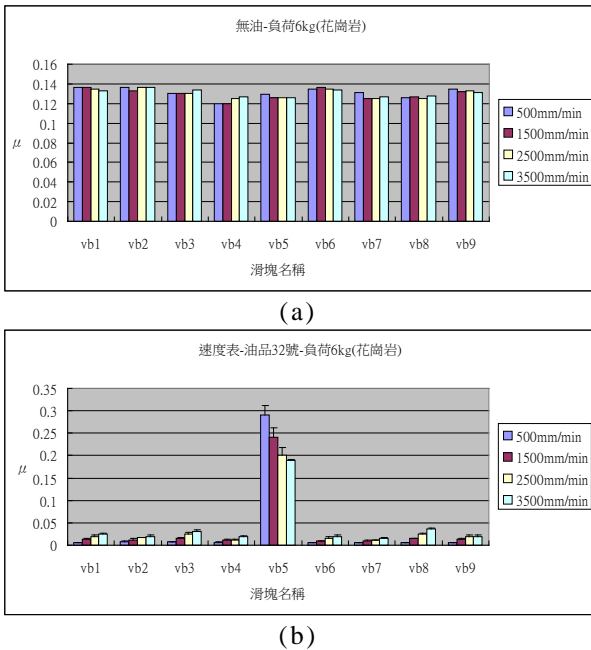 無油-負荷6kg(花崗岩)
0.16
0.14
0.12
0.1
0.08
0.06
0.04
0.02
0
μ
vb1 vb2 vb3 vb4 vb5 vb6 vb7 vb8 vb9
滑塊名稱
500mm/min
1500mm/min
2500mm/min
3500mm/min
(a)
速度表-油品32號-負荷6kg(花崗岩)
0.35
0.3
0.25
0.2
0.15
0.1
0.05
0
μ
vb1 vb2 vb3 vb4 vb5 vb6 vb7 vb8 vb9
滑塊名稱
500mm/min
1500mm/min
2500mm/min
3500mm/min
(b)